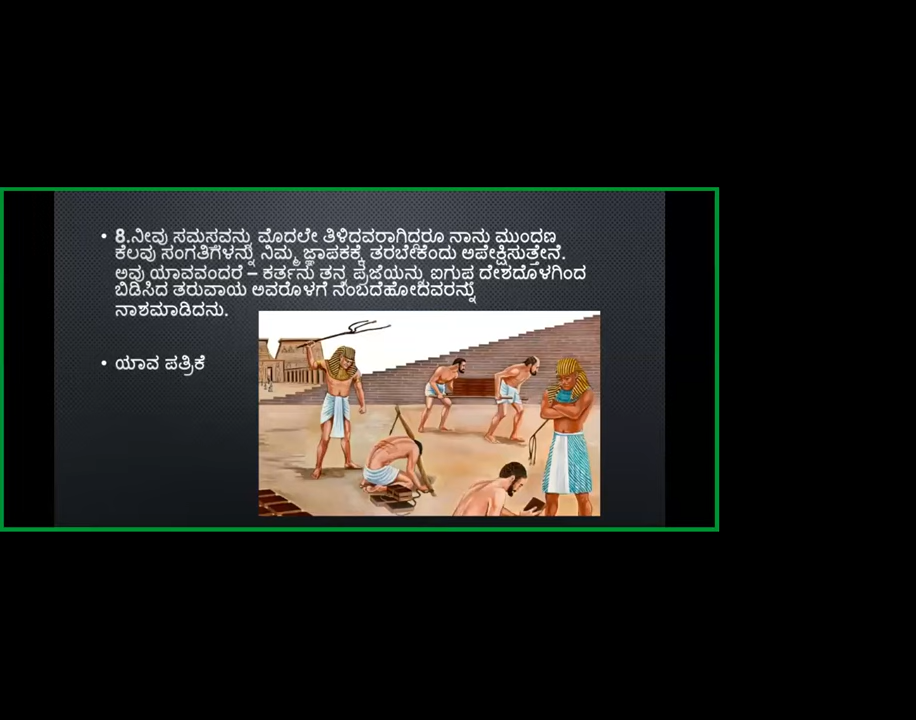 • 8.ನೀವು ಸಮಸ್ತವನ್ನು ಮೊದಲೇ ತಿಳಿದವರಾಗಿದ್ದರೂ ನಾನು ಮುಂದಣ
ಕೆಲವು ಸಂಗತಿಗಳನ್ನು ನಿಮ್ಮ ಜ್ಞಾಪಕಕ್ಕೆ ತರಬೇಕೆಂದು ಅಪೇಕ್ಷಿಸುತ್ತೇನೆ.
ಅವು ಯಾವವಂದರೆ – ಕರ್ತನು ತನ್ನ ಪ್ರಜೆಯನ್ನು ಐಗುಪ್ತ ದೇಶದೊಳಗಿಂದ
ಬಿಡಿಸಿದ ತರುವಾಯ ಅವರೊಳಗೆ ನಂಬದೆಹೋದವರನ್ನು
ನಾಶಮಾಡಿದನು.
• ಯಾವ ಪತ್ರಿಕೆ